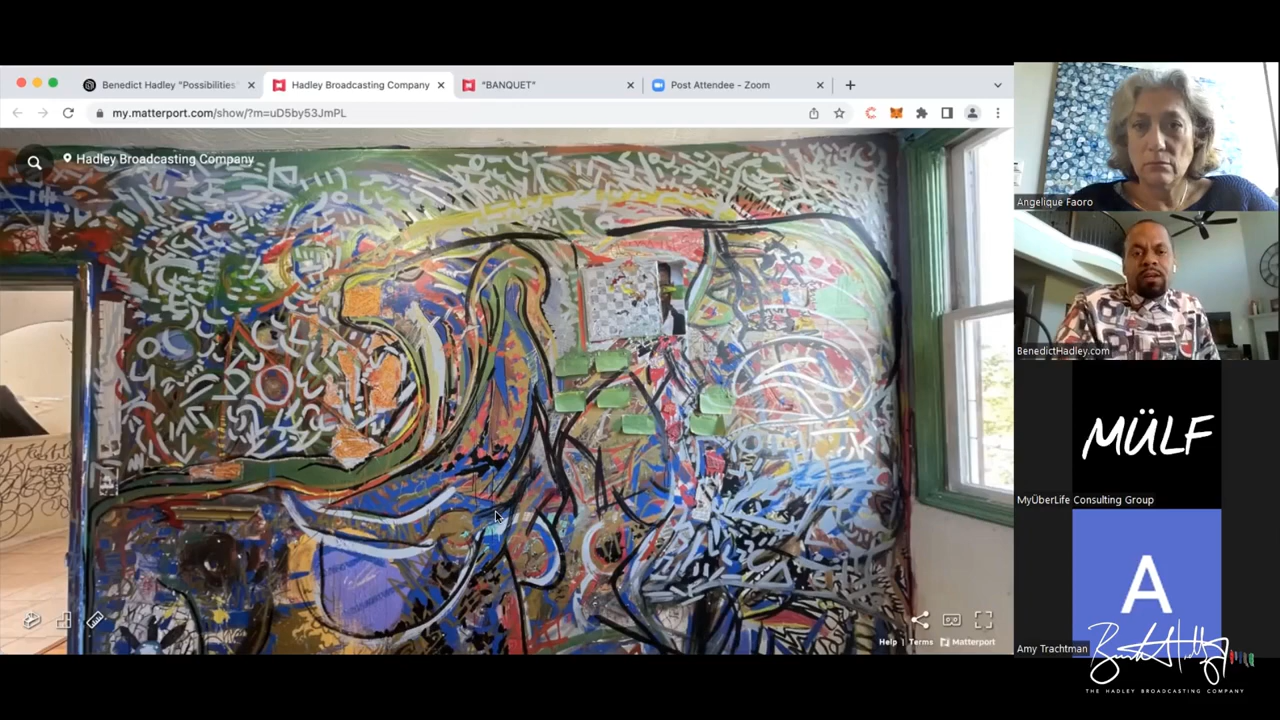 Benedict Hadley "Possibilities"
Hadley Broadcasting Company
"BANQUET"
Post Attendee - Zoom
my.matterport.com/show/?m=uD5by53JmPL
Hadley Broadcasting Company
Help | Terms
Matterport
Angelique Faoro
BenedictHadley.com
MÜLF
MyÜberLife Consulting Group
A
Amy Trachtman
THE HADLEY BROADCASTING COMPANY